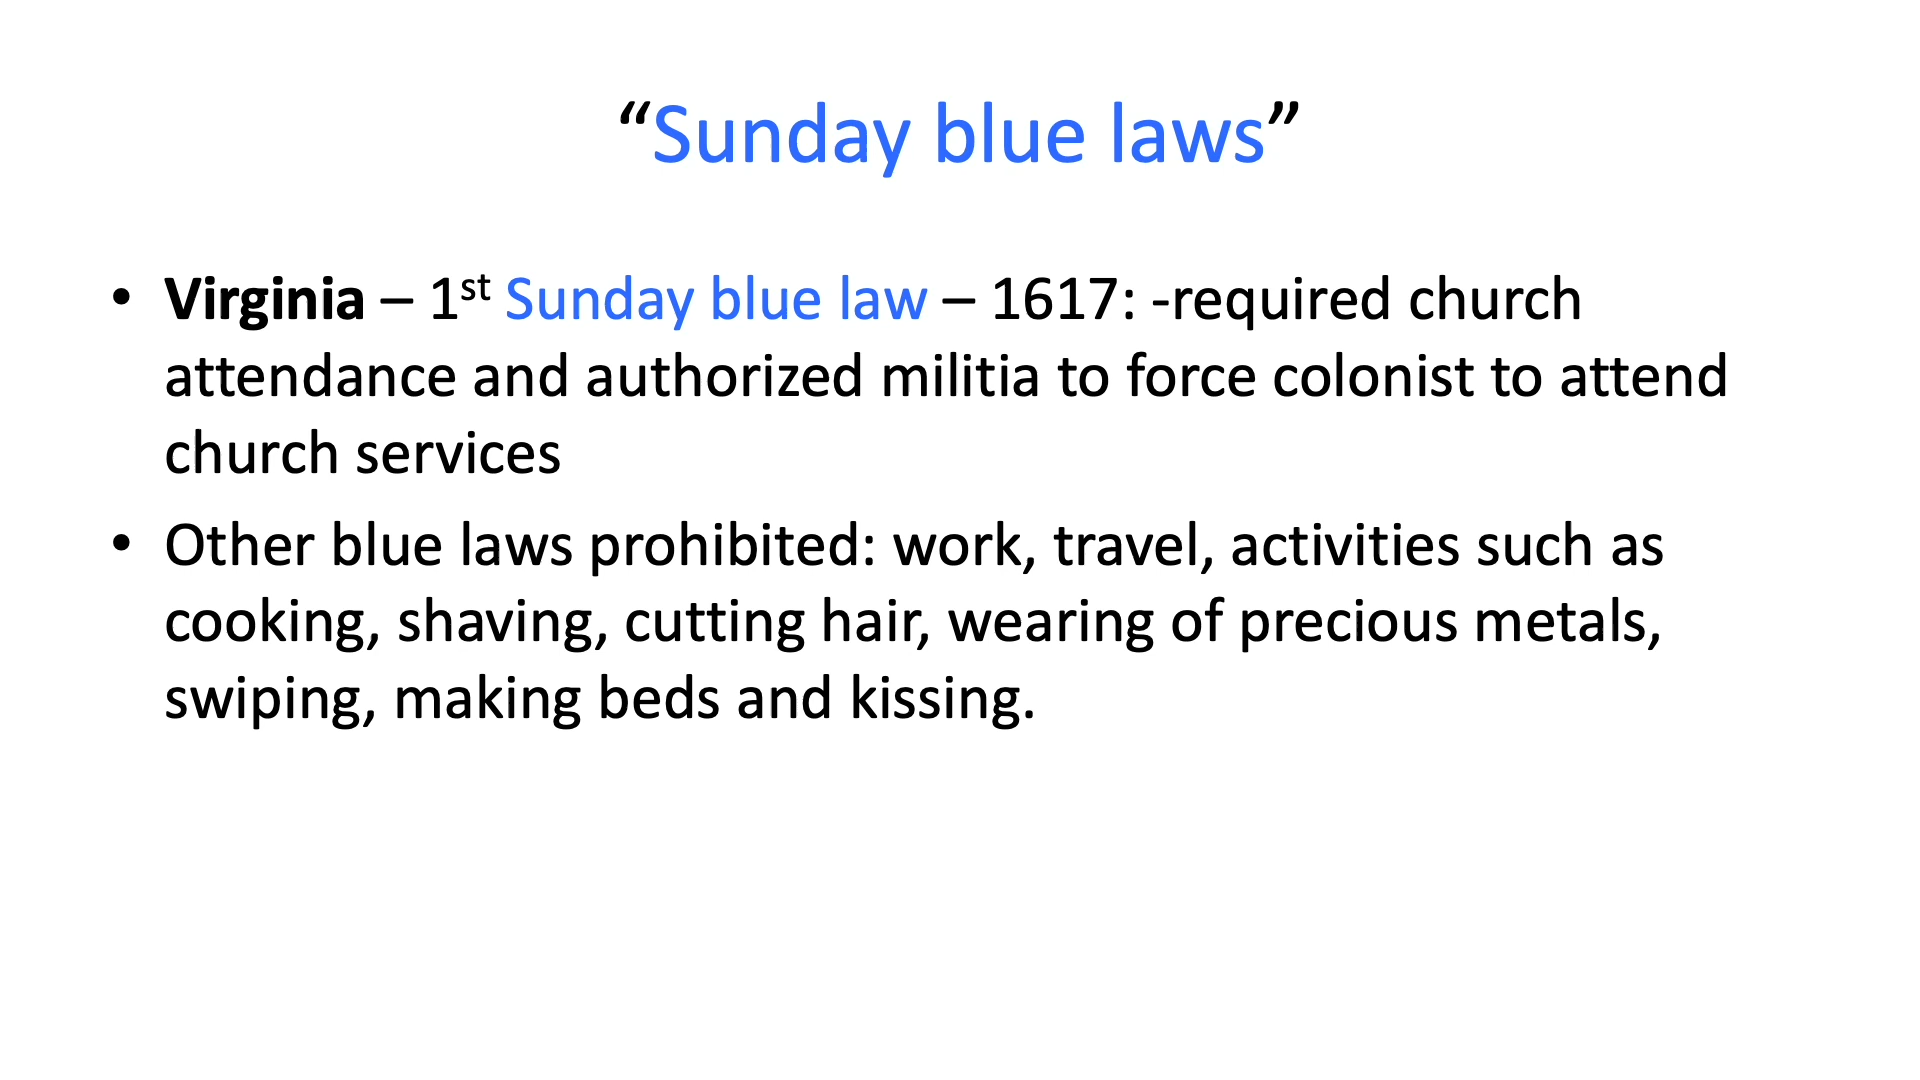 “Sunday blue laws”
• Virginia – 1st Sunday blue law – 1617: -required church
attendance and authorized militia to force colonist to attend
church services
• Other blue laws prohibited: work, travel, activities such as
cooking, shaving, cutting hair, wearing of precious metals,
swiping, making beds and kissing.